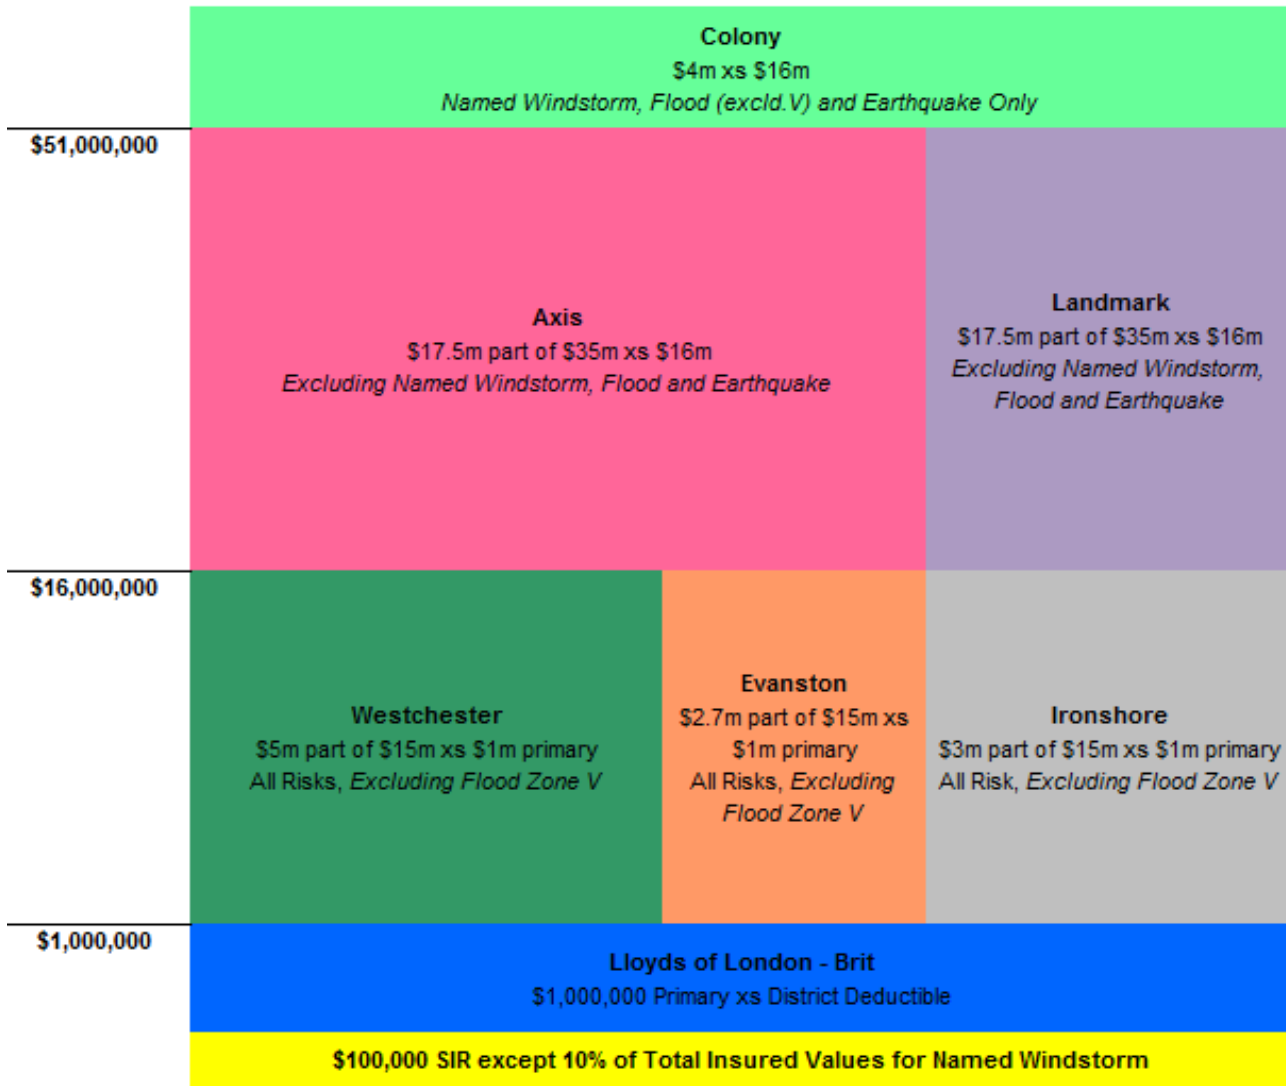 Colony
$4m xs $16m
Named Windstorm, Flood (excld.V) and Earthquake Only
$51,000,000
Axis
$17.5m part of $35m xs $16m
Excluding Named Windstorm, Flood and Earthquake
Landmark
$17.5m part of $35m xs $16m
Excluding Named Windstorm,
Flood and Earthquake
$16,000,000
Westchester
$5m part of $15m xs $1m primary
All Risks, Excluding Flood Zone V
Evanston
$2.7m part of $15m xs
$1m primary
All Risks, Excluding
Flood Zone V
Ironshore
$3m part of $15m xs $1m primary
All Risk, Excluding Flood Zone V
$1,000,000
Lloyds of London - Brit
$1,000,000 Primary xs District Deductible
$100,000 SIR except 10% of Total Insured Values for Named Windstorm